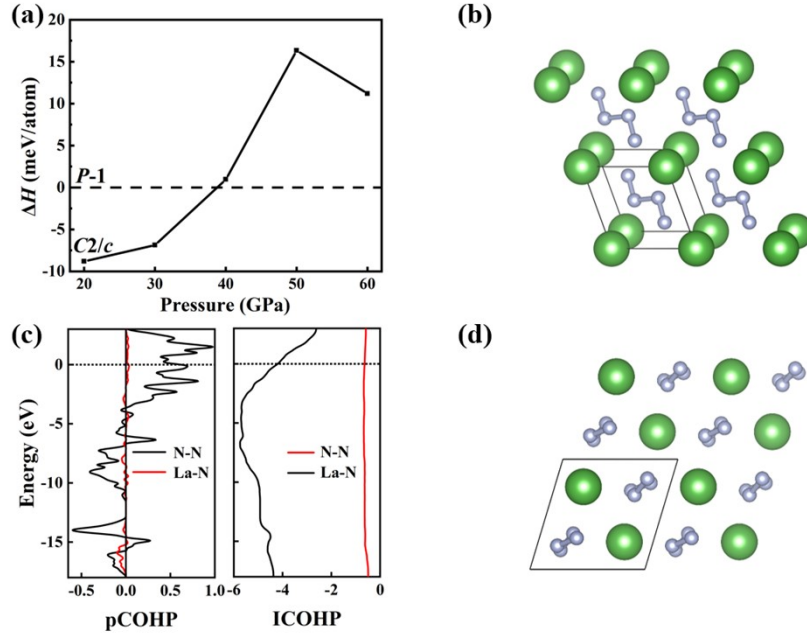 (a)
20
15
10
5
0
-5
-10
ΔH (meV/atom)
P-1
C2/c
20 30 40 50 60
Pressure (GPa)
(b)
(c)
0
-5
-10
-15
Energy (eV)
N-N
La-N
0.0 0.5 1.0
pCOHP
N-N
La-N
-6 -4 -2 0
ICOHP
(d)